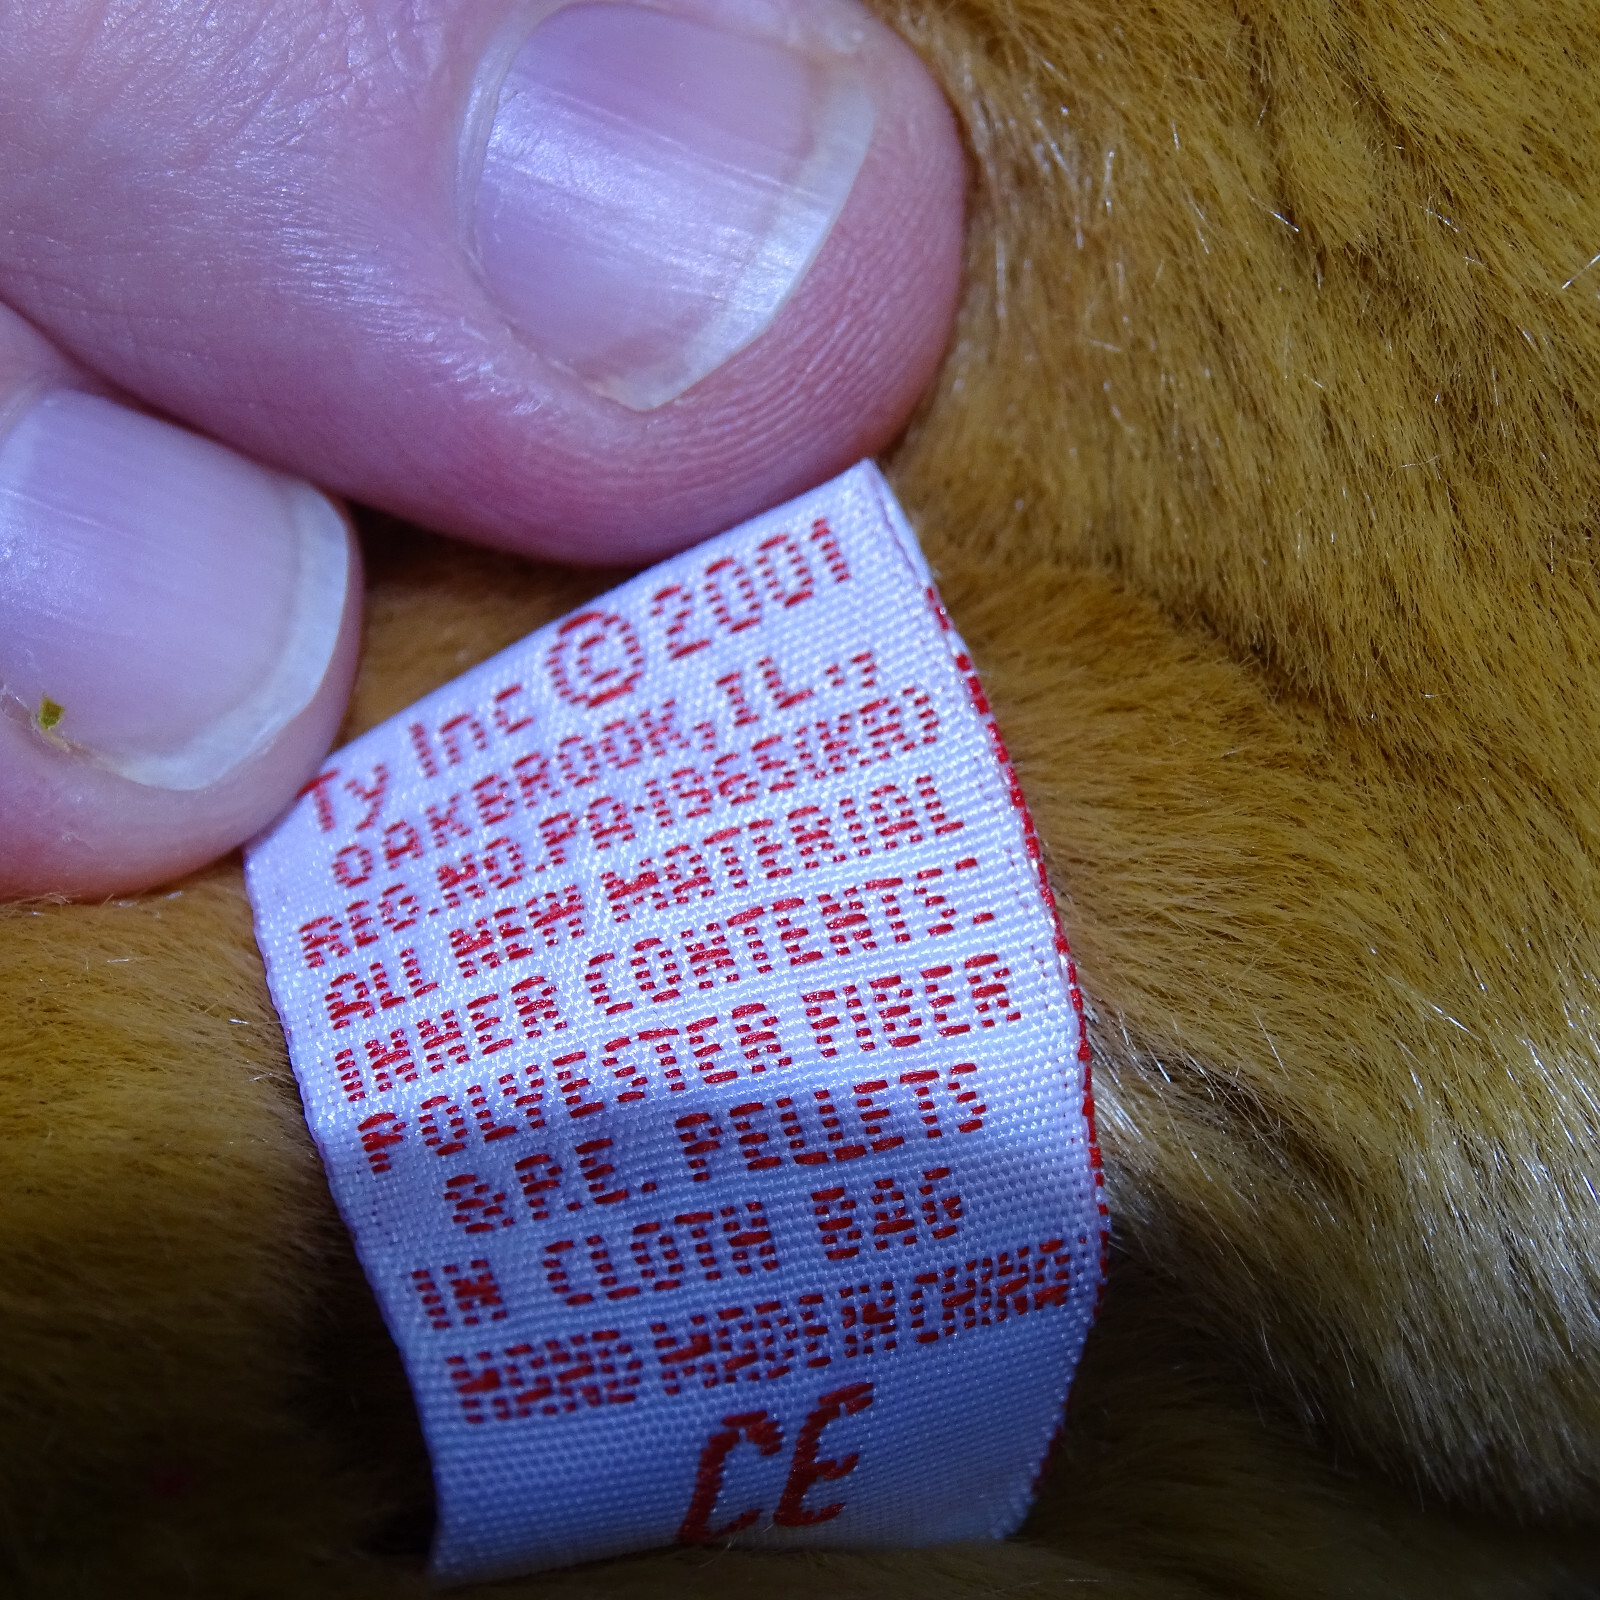 Ty Inc © 2001
OAKBROOK, IL.
REG.NO.PA-1965(KR)
All NEW MATERIAL
INNER CONTENTS:
POLYESTER FIBER
& P.E. PELLETS
IN CLOTH BAG
HAND MADE IN CHINA
CE